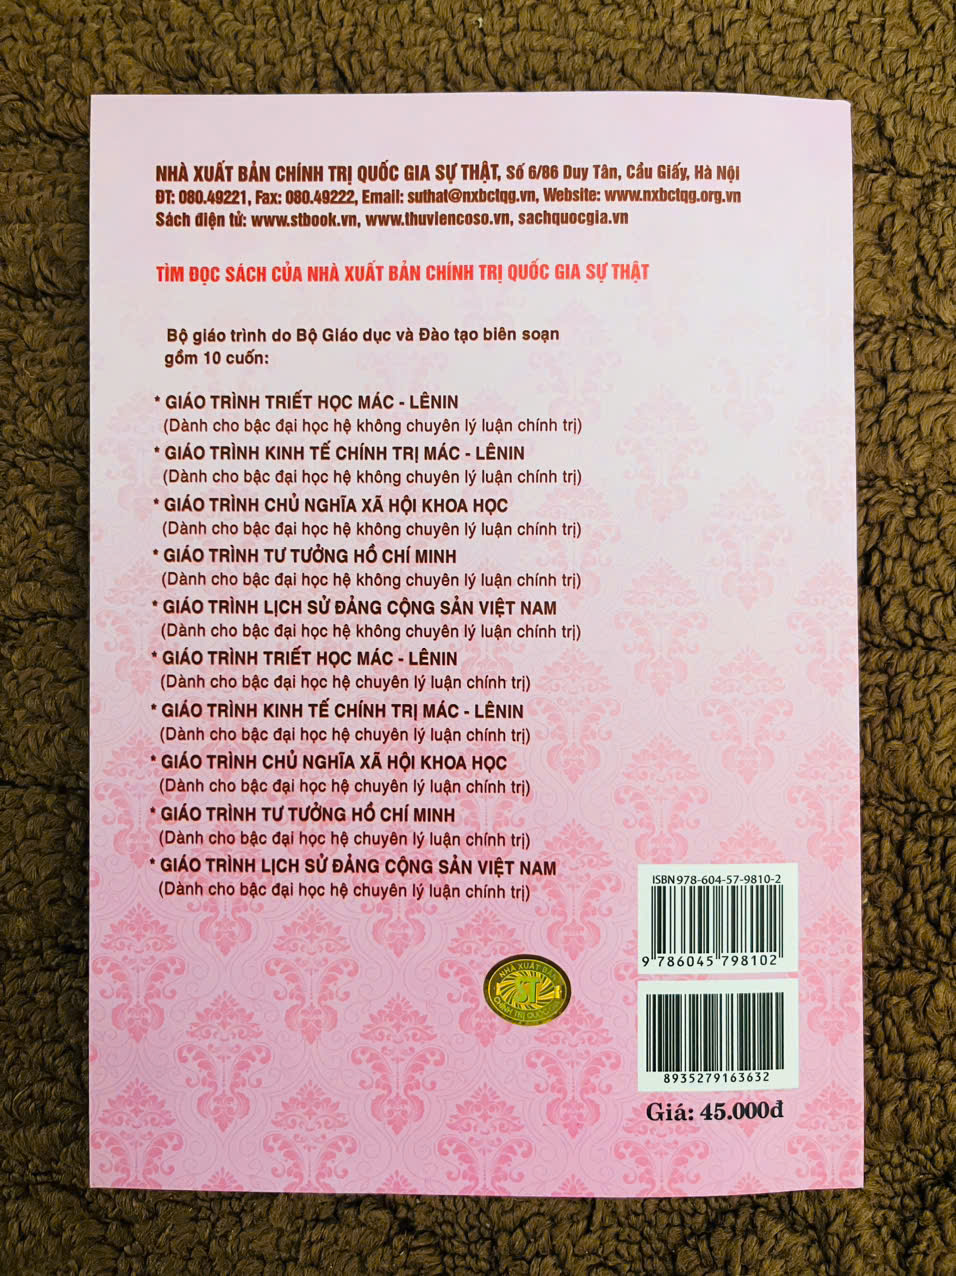 NHÀ XUẤT BẢN CHÍNH TRỊ QUỐC GIA SỰ THẬT, Số 6/86 Duy Tân, Cầu Giấy, Hà Nội
ĐT: 080.49221, Fax: 080.49222, Email: suthat@nxbctqg.vn, Website: www.nxbctqg.org.vn
Sách điện tử: www.stbook.vn, www.thuviencoso.vn, sachquocgia.vn
TÌM ĐỌC SÁCH CỦA NHÀ XUẤT BẢN CHÍNH TRỊ QUỐC GIA SỰ THẬT
Bộ giáo trình do Bộ Giáo dục và Đào tạo biên soạn
gồm 10 cuốn:
* GIÁO TRÌNH TRIẾT HỌC MÁC - LÊNIN
(Dành cho bậc đại học hệ không chuyên lý luận chính trị)
* GIÁO TRÌNH KINH TẾ CHÍNH TRỊ MÁC - LÊNIN
(Dành cho bậc đại học hệ không chuyên lý luận chính trị)
* GIÁO TRÌNH CHỦ NGHĨA XÃ HỘI KHOA HỌC
(Dành cho bậc đại học hệ không chuyên lý luận chính trị)
* GIÁO TRÌNH TƯ TƯỞNG HỒ CHÍ MINH
(Dành cho bậc đại học hệ không chuyên lý luận chính trị)
* GIÁO TRÌNH LỊCH SỬ ĐẢNG CỘNG SẢN VIỆT NAM
(Dành cho bậc đại học hệ không chuyên lý luận chính trị)
* GIÁO TRÌNH TRIẾT HỌC MÁC - LÊNIN
(Dành cho bậc đại học hệ chuyên lý luận chính trị)
* GIÁO TRÌNH KINH TẾ CHÍNH TRỊ MÁC - LÊNIN
(Dành cho bậc đại học hệ chuyên lý luận chính trị)
* GIÁO TRÌNH CHỦ NGHĨA XÃ HỘI KHOA HỌC
(Dành cho bậc đại học hệ chuyên lý luận chính trị)
* GIÁO TRÌNH TƯ TƯỞNG HỒ CHÍ MINH
(Dành cho bậc đại học hệ chuyên lý luận chính trị)
* GIÁO TRÌNH LỊCH SỬ ĐẢNG CỘNG SẢN VIỆT NAM
(Dành cho bậc đại học hệ chuyên lý luận chính trị)
ISBN 978-604-57-9810-2
9 786045 798102
NHÀ XUẤT BẢN
ST
CHÍNH TRỊ QUỐC
8935279163632
Giá: 45.000đ